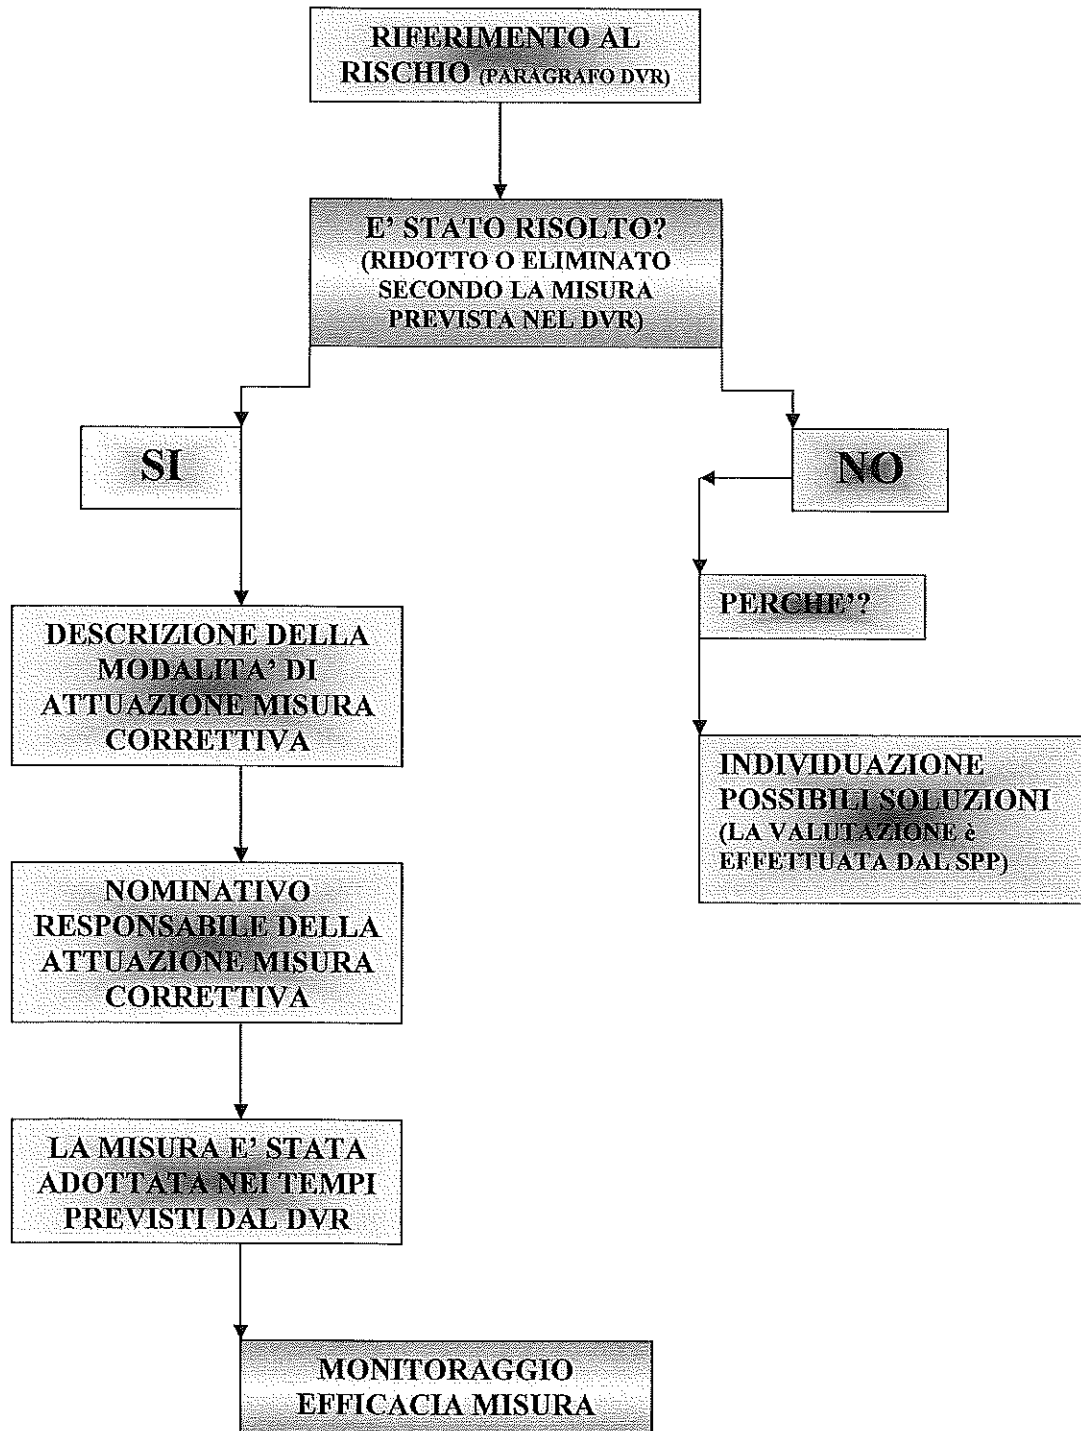 RIFERIMENTO AL
RISCHIO (PARAGRAFO DVR)
E' STATO RISOLTO?
(RIDOTTO O ELIMINATO
SECONDO LA MISURA
PREVISTA NEL DVR)
SI
NO
PERCHE'?
DESCRIZIONE DELLA
MODALITA' DI
ATTUAZIONE MISURA
CORRETTIVA
INDIVIDUAZIONE
POSSIBILI SOLUZIONI
(LA VALUTAZIONE è
EFFETTUATA DAL SPP)
NOMINATIVO
RESPONSABILE DELLA
ATTUAZIONE MISURA
CORRETTIVA
LA MISURA E' STATA
ADOTTATA NEI TEMPI
PREVISTI DAL DVR
MONITORAGGIO
EFFICACIA MISURA